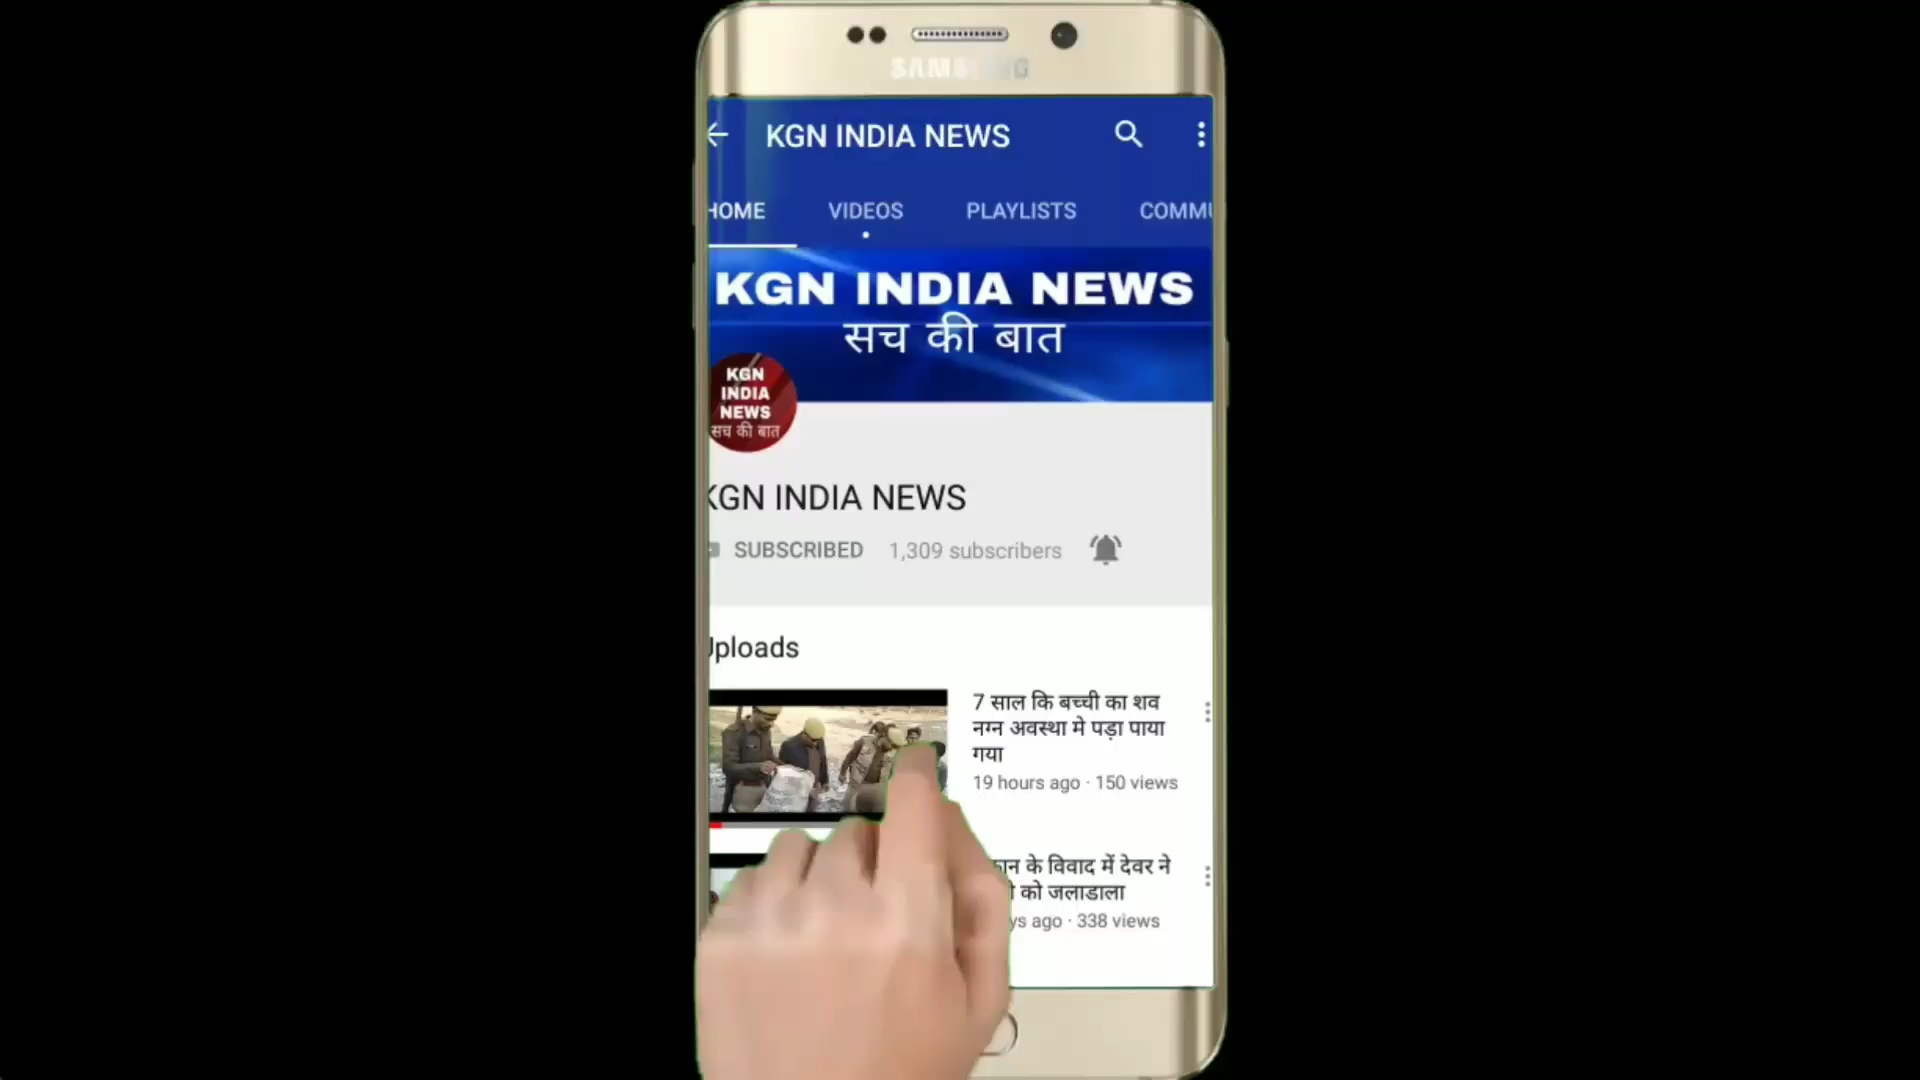 SAMSUNG
KGN INDIA NEWS
HOME
VIDEOS
PLAYLISTS
COMMU
KGN INDIA NEWS
सच की बात
KGN
INDIA
NEWS
सच की बात
KGN INDIA NEWS
SUBSCRIBED
1,309 subscribers
Uploads
7 साल कि बच्ची का शव
नग्न अवस्था मे पड़ा पाया
गया
19 hours ago · 150 views
के विवाद में देवर ने
को जलाडाला
ago · 338 views